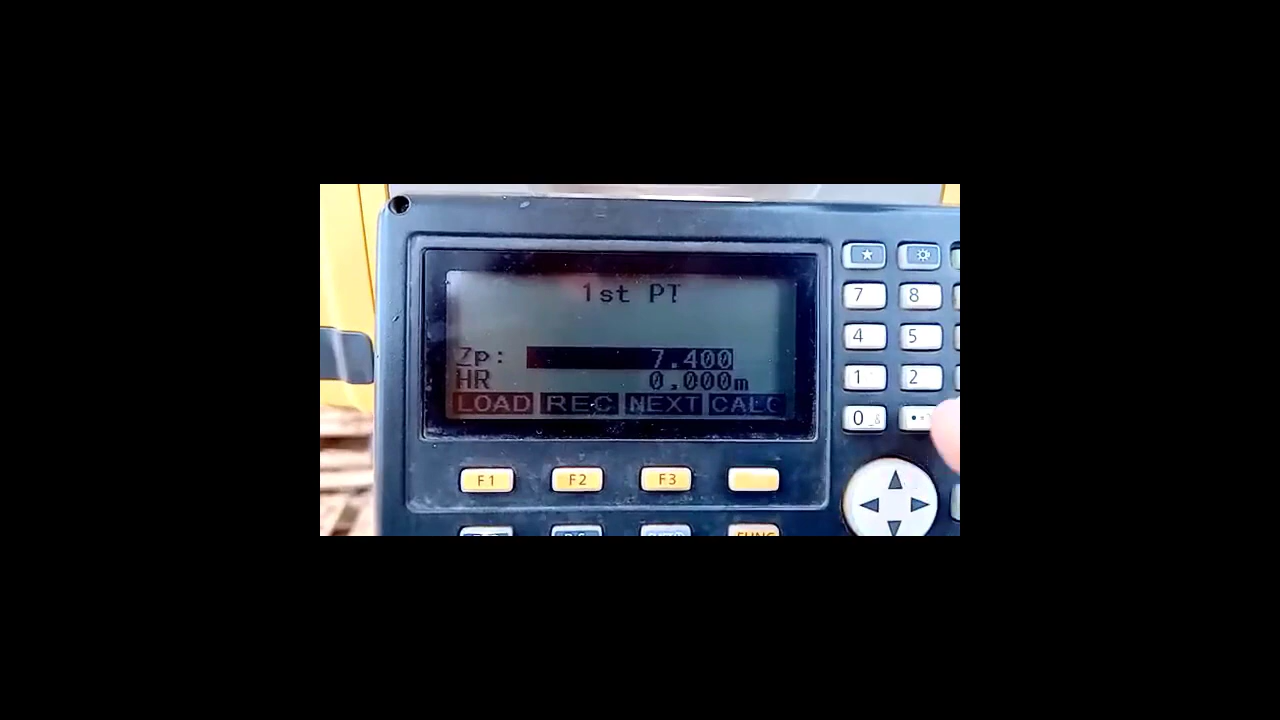 1st PT
Zp: 7.400
HR 0.000m
LOAD REC NEXT CALC
7 8
4 5
1 2
0
F1 F2 F3
FUNC